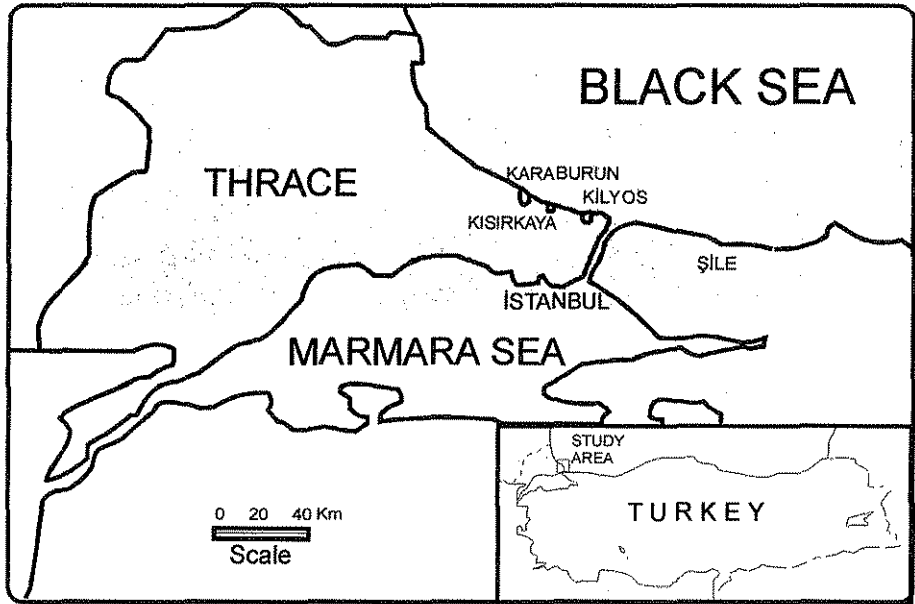 BLACK SEA
THRACE
KARABURUN
KİLYOS
KISIRKAYA
ŞİLE
İSTANBUL
MARMARA SEA
STUDY
AREA
TURKEY
0 20 40 Km
Scale